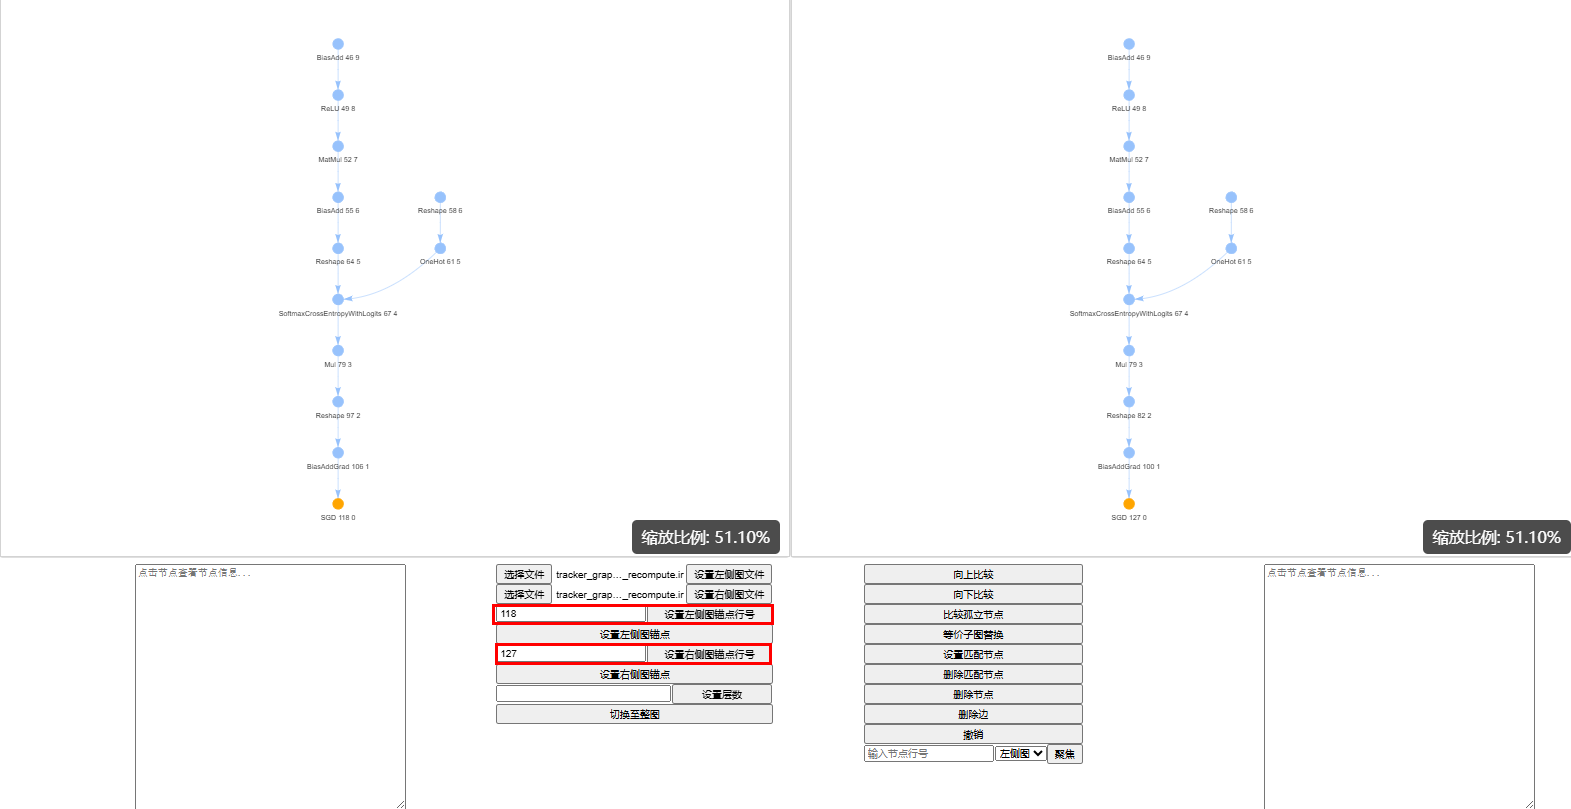 BiasAdd 46 9
ReLU 49 8
MatMul 52 7
BiasAdd 55 6
Reshape 58 6
Reshape 64 5
OneHot 61 5
SoftmaxCrossEntropyWithLogits 67 4
Mul 79 3
Reshape 97 2
BiasAddGrad 106 1
SGD 118 0
缩放比例: 51.10%
BiasAdd 46 9
ReLU 49 8
MatMul 52 7
BiasAdd 55 6
Reshape 58 6
Reshape 64 5
OneHot 61 5
SoftmaxCrossEntropyWithLogits 67 4
Mul 79 3
Reshape 82 2
BiasAddGrad 100 1
SGD 127 0
缩放比例: 51.10%
点击节点查看节点信息...
选择文件 tracker_grap..._recompute.ir 设置左侧图文件
选择文件 tracker_grap..._recompute.ir 设置右侧图文件
118 设置左侧图锚点行号
设置左侧图锚点
127 设置右侧图锚点行号
设置右侧图锚点
设置层数
切换至整图
向上比较
向下比较
比较孤立节点
等价子图替换
设置匹配节点
删除匹配节点
删除节点
删除边
撤销
输入节点行号 左侧图 聚焦
点击节点查看节点信息...